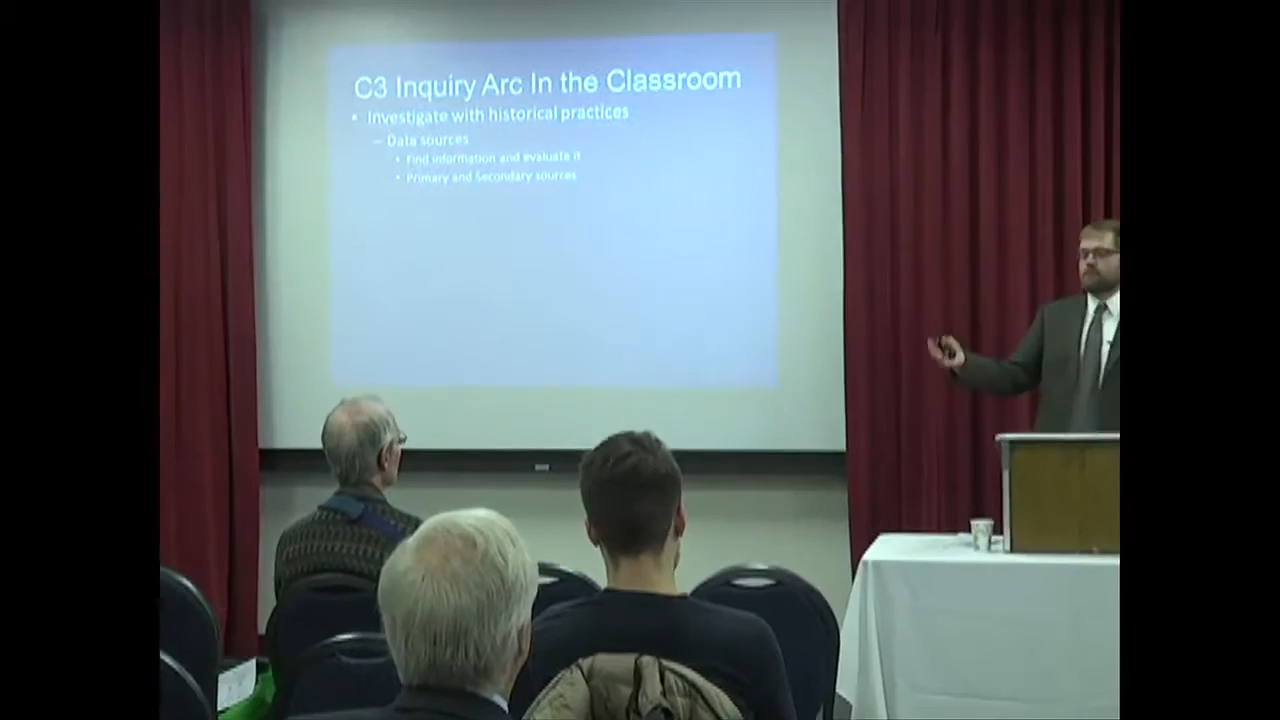 C3 Inquiry Arc In the Classroom
• Investigate with historical practices
– Data sources
• Find information and evaluate it
• Primary and Secondary sources